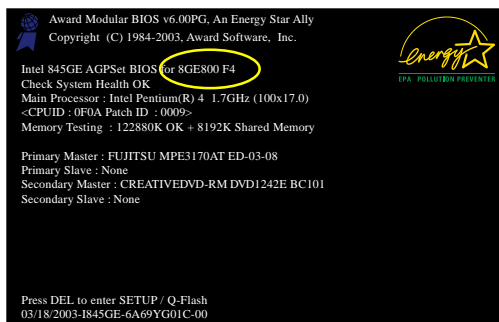 Award Modular BIOS v6.00PG, An Energy Star Ally
Copyright (C) 1984-2003, Award Software, Inc.
energy
EPA POLLUTION PREVENTER
Intel 845GE AGPSet BIOS for 8GE800 F4
Check System Health OK
Main Processor : Intel Pentium(R) 4 1.7GHz (100x17.0)
<CPUID : 0F0A Patch ID : 0009>
Memory Testing : 122880K OK + 8192K Shared Memory
Primary Master : FUJITSU MPE3170AT ED-03-08
Primary Slave : None
Secondary Master : CREATIVEDVD-RM DVD1242E BC101
Secondary Slave : None
Press DEL to enter SETUP / Q-Flash
03/18/2003-I845GE-6A69YG01C-00